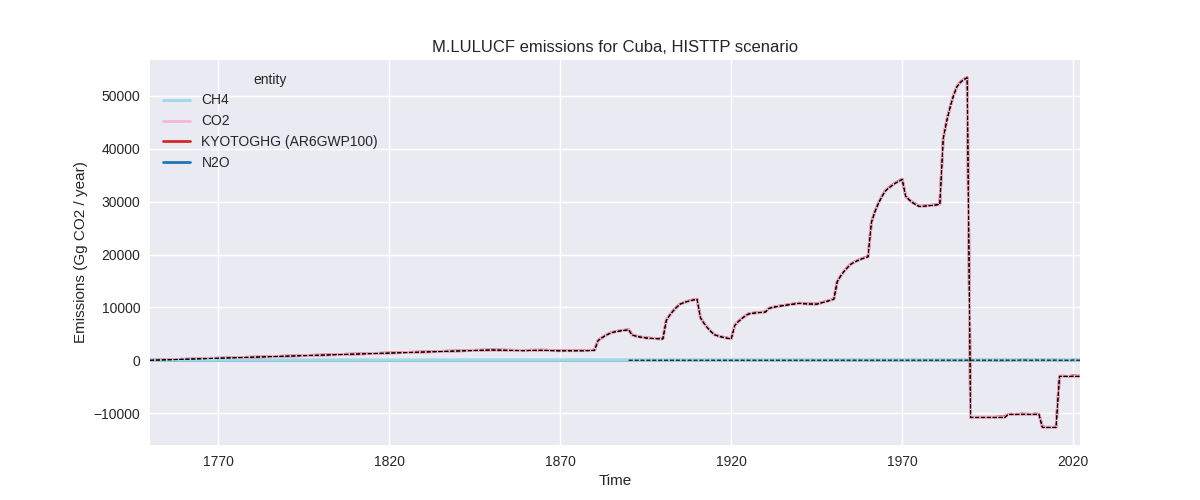 M.LULUCF emissions for Cuba, HISTTP scenario
entity
CH4
CO2
KYOTOGHG (AR6GWP100)
N2O
50000
40000
30000
20000
10000
0
−10000
Emissions (Gg CO2 / year)
1770
1820
1870
1920
1970
2020
Time